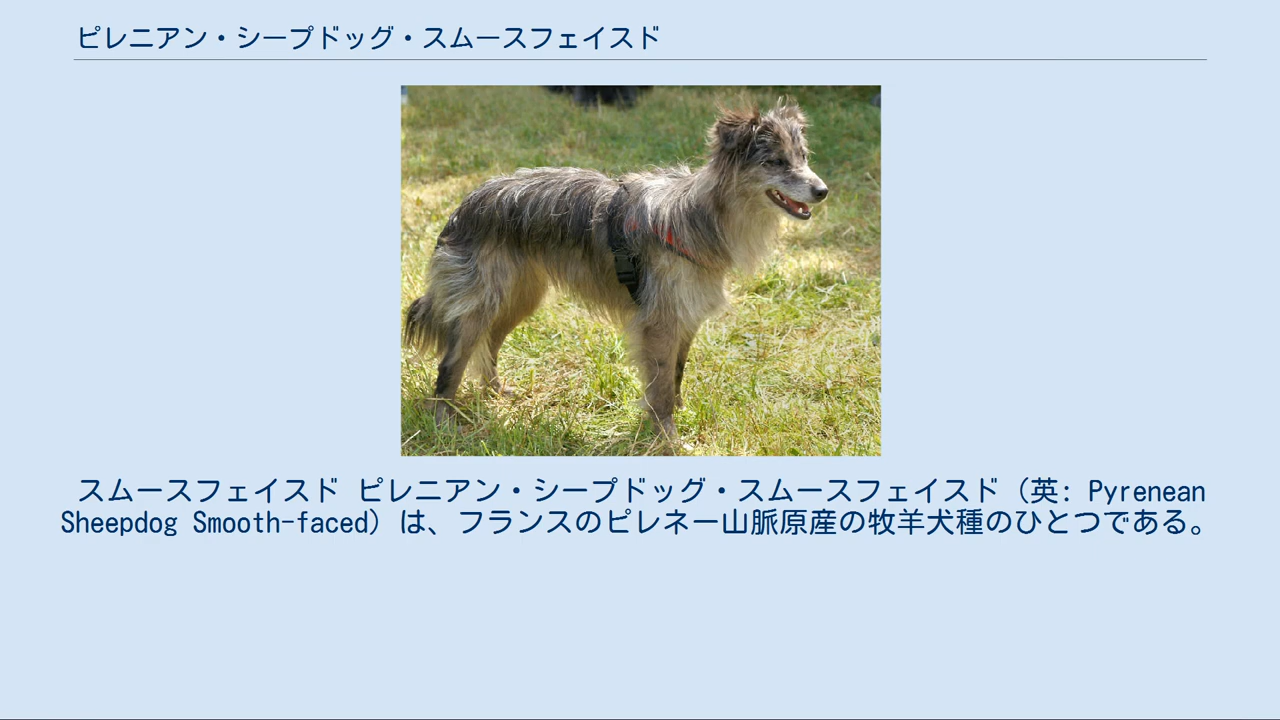 ピレニアン・シープドッグ・スムースフェイスド
スムースフェイスド ピレニアン・シープドッグ・スムースフェイスド（英: Pyrenean
Sheepdog Smooth-faced）は、フランスのピレネー山脈原産の牧羊犬種のひとつである。